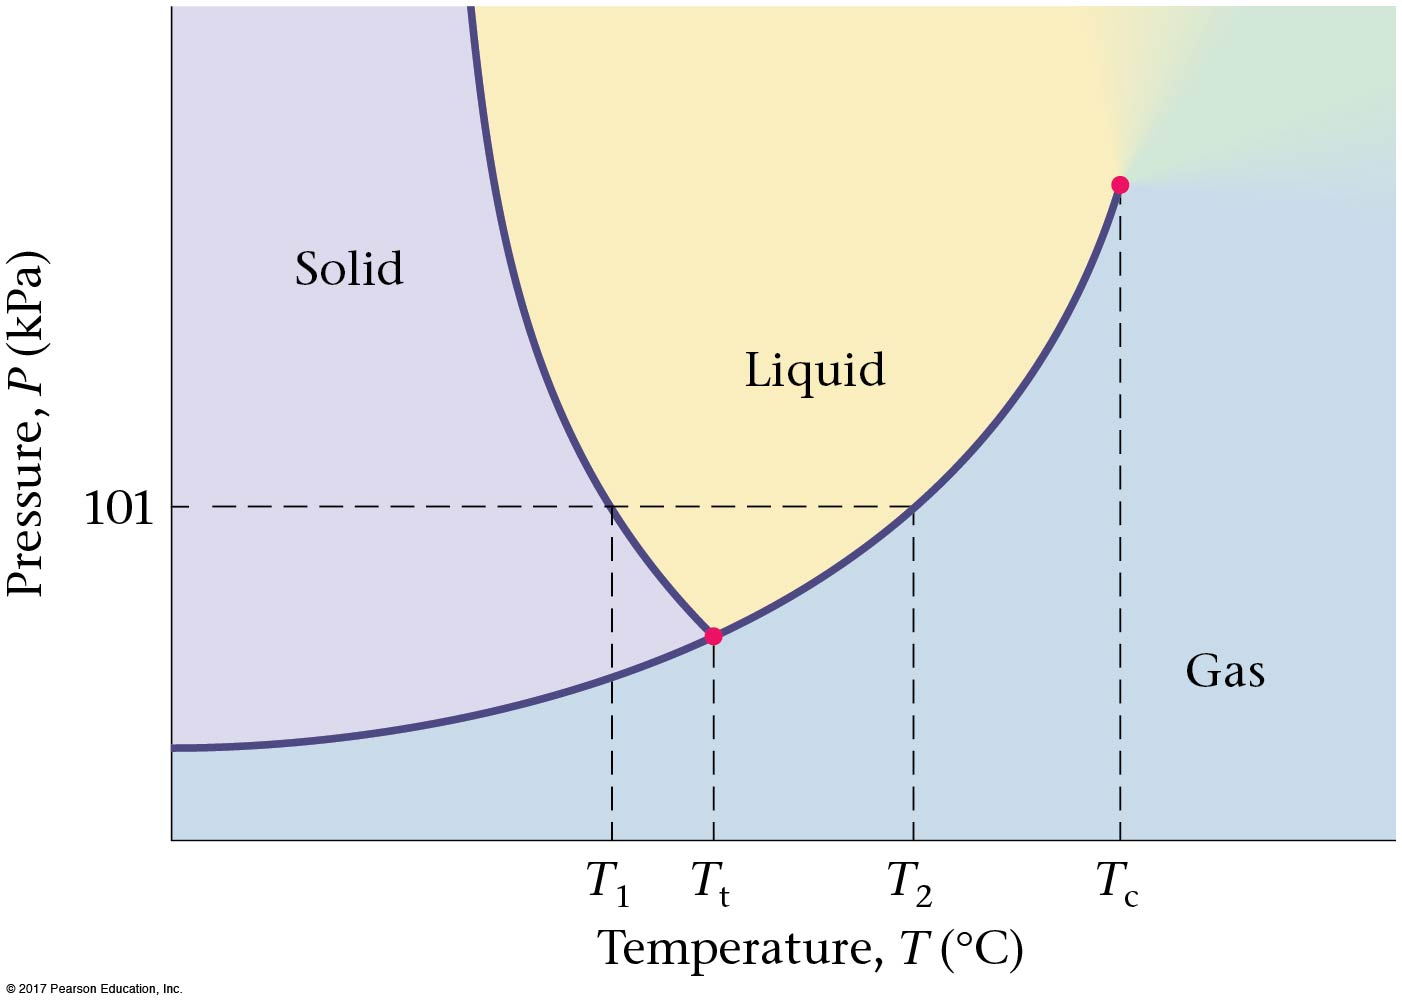 Pressure, P (kPa)
Solid
Liquid
101
Gas
T1 Tt T2 Tc
Temperature, T (°C)
© 2017 Pearson Education, Inc.